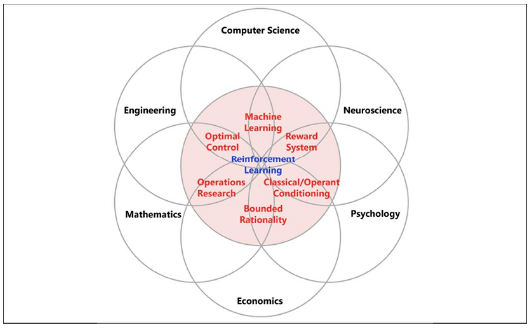 Computer Science
Engineering
Neuroscience
Machine
Learning
Optimal
Control
Reward
System
Reinforcement
Learning
Operations
Research
Classical/Operant
Conditioning
Bounded
Rationality
Mathematics
Psychology
Economics